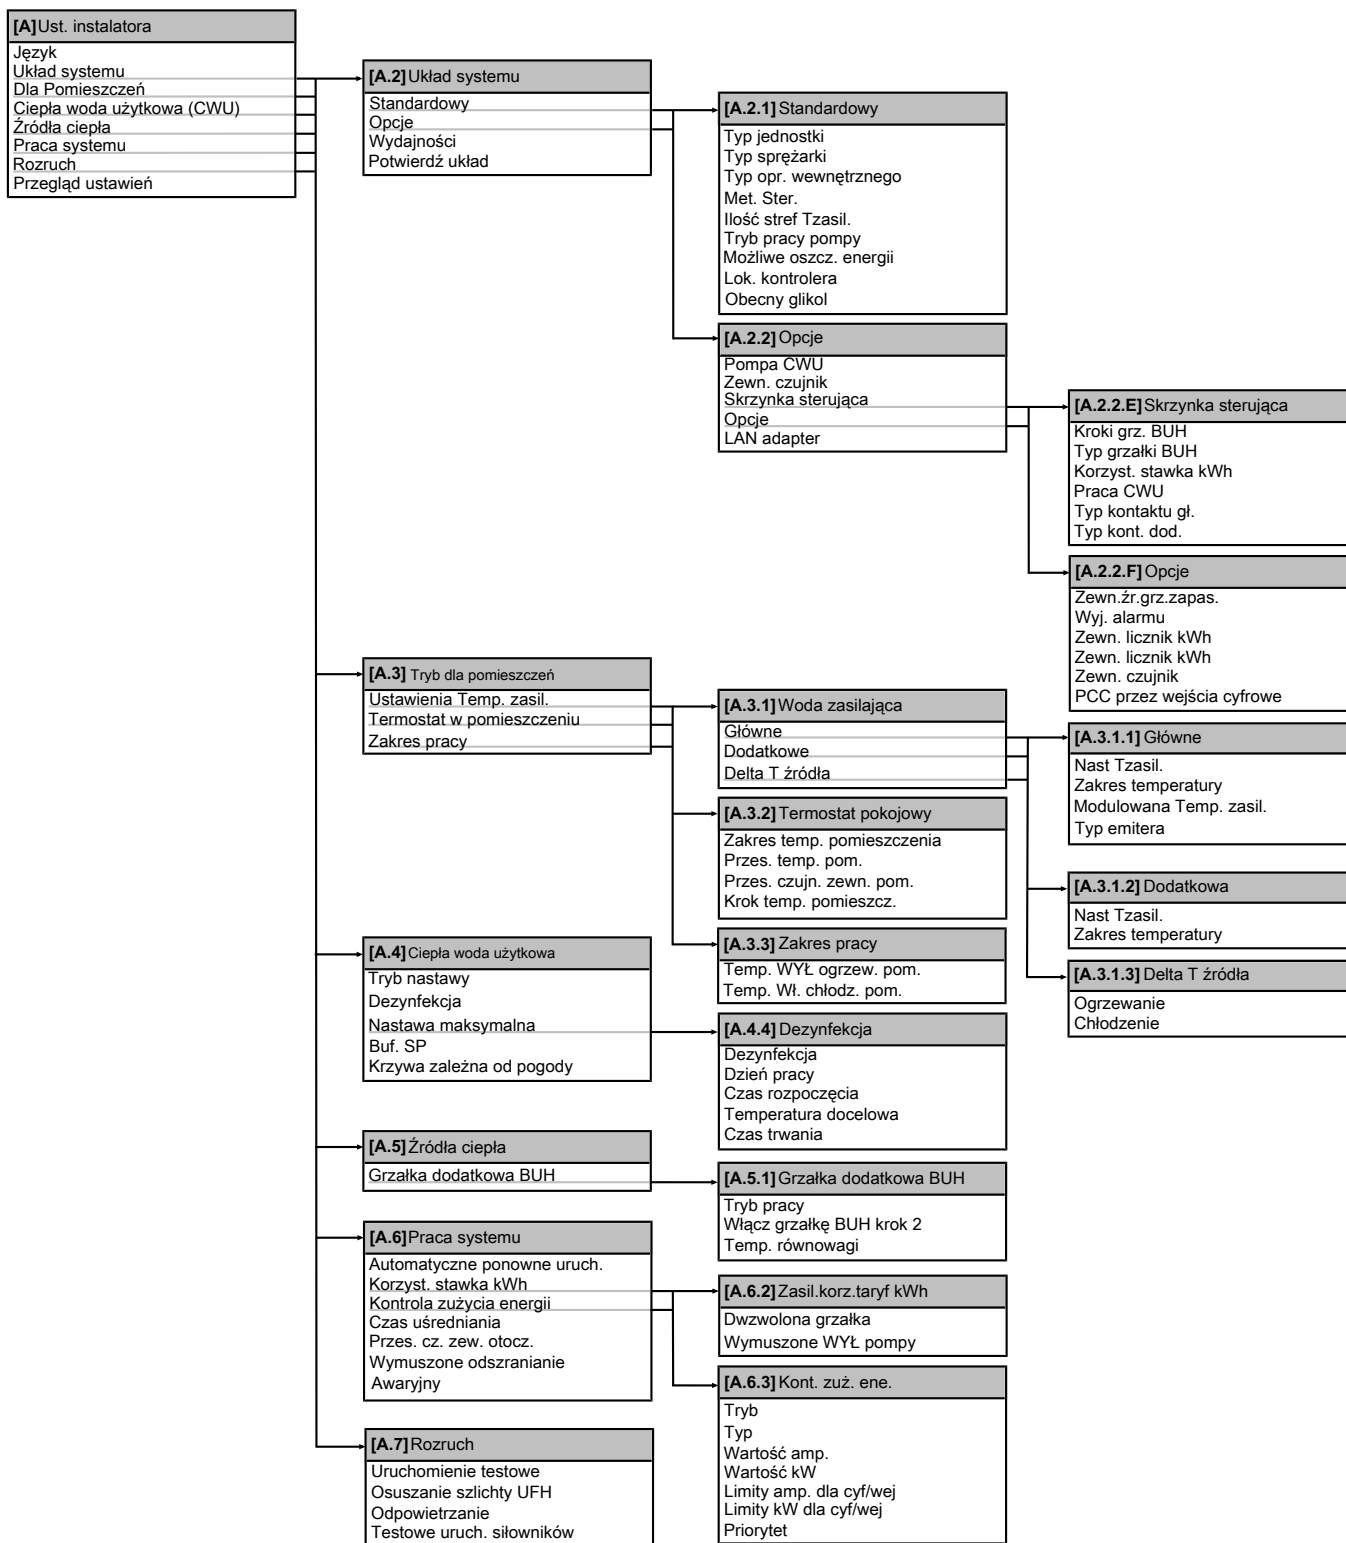 [A]Ust. instalatora
Język
Układ systemu
Dla Pomieszczeń
Ciepła woda użytkowa (CWU)
Źródła ciepła
Praca systemu
Rozruch
Przegląd ustawień
[A.2]Układ systemu
Standardowy
Opcje
Wydajności
Potwierdź układ
[A.2.1]Standardowy
Typ jednostki
Typ sprężarki
Typ opr. wewnętrznego
Met. Ster.
Ilość stref Tzasil.
Tryb pracy pompy
Możliwe oszcz. energii
Lok. kontrolera
Obecny glikol
[A.2.2]Opcje
Pompa CWU
Zewn. czujnik
Skrzynka sterująca
Opcje
LAN adapter
[A.2.2.E]Skrzynka sterująca
Kroki grz. BUH
Typ grzałki BUH
Korzyst. stawka kWh
Praca CWU
Typ kontaktu gł.
Typ kont. dod.
[A.2.2.F]Opcje
Zewn.źr.grz.zapas.
Wyj. alarmu
Zewn. licznik kWh
Zewn. licznik kWh
Zewn. czujnik
PCC przez wejścia cyfrowe
[A.3] Tryb dla pomieszczeń
Ustawienia Temp. zasil.
Termostat w pomieszczeniu
Zakres pracy
[A.3.1]Woda zasilająca
Główne
Dodatkowe
Delta T źródła
[A.3.1.1]Główne
Nast Tzasil.
Zakres temperatury
Modulowana Temp. zasil.
Typ emitera
[A.3.2]Termostat pokojowy
Zakres temp. pomieszczenia
Przes. temp. pom.
Przes. czujn. zewn. pom.
Krok temp. pomieszcz.
[A.3.1.2]Dodatkowa
Nast Tzasil.
Zakres temperatury
[A.3.3]Zakres pracy
Temp. WYŁ ogrzew. pom.
Temp. Wł. chłodz. pom.
[A.3.1.3]Delta T źródła
Ogrzewanie
Chłodzenie
[A.4]Ciepła woda użytkowa
Tryb nastawy
Dezynfekcja
Nastawa maksymalna
Buf. SP
Krzywa zależna od pogody
[A.4.4]Dezynfekcja
Dezynfekcja
Dzień pracy
Czas rozpoczęcia
Temperatura docelowa
Czas trwania
[A.5]Źródła ciepła
Grzałka dodatkowa BUH
[A.5.1]Grzałka dodatkowa BUH
Tryb pracy
Włącz grzałkę BUH krok 2
Temp. równowagi
[A.6]Praca systemu
Automatyczne ponowne uruch.
Korzyst. stawka kWh
Kontrola zużycia energii
Czas uśredniania
Przes. cz. zew. otocz.
Wymuszone odszranianie
Awaryjny
[A.6.2]Zasil.korz.taryf kWh
Dwzwolona grzałka
Wymuszone WYŁ pompy
[A.6.3]Kont. zuż. ene.
Tryb
Typ
Wartość amp.
Wartość kW
Limity amp. dla cyf/wej
Limity kW dla cyf/wej
Priorytet
[A.7]Rozruch
Uruchomienie testowe
Osuszanie szlichty UFH
Odpowietrzanie
Testowe uruch. siłowników